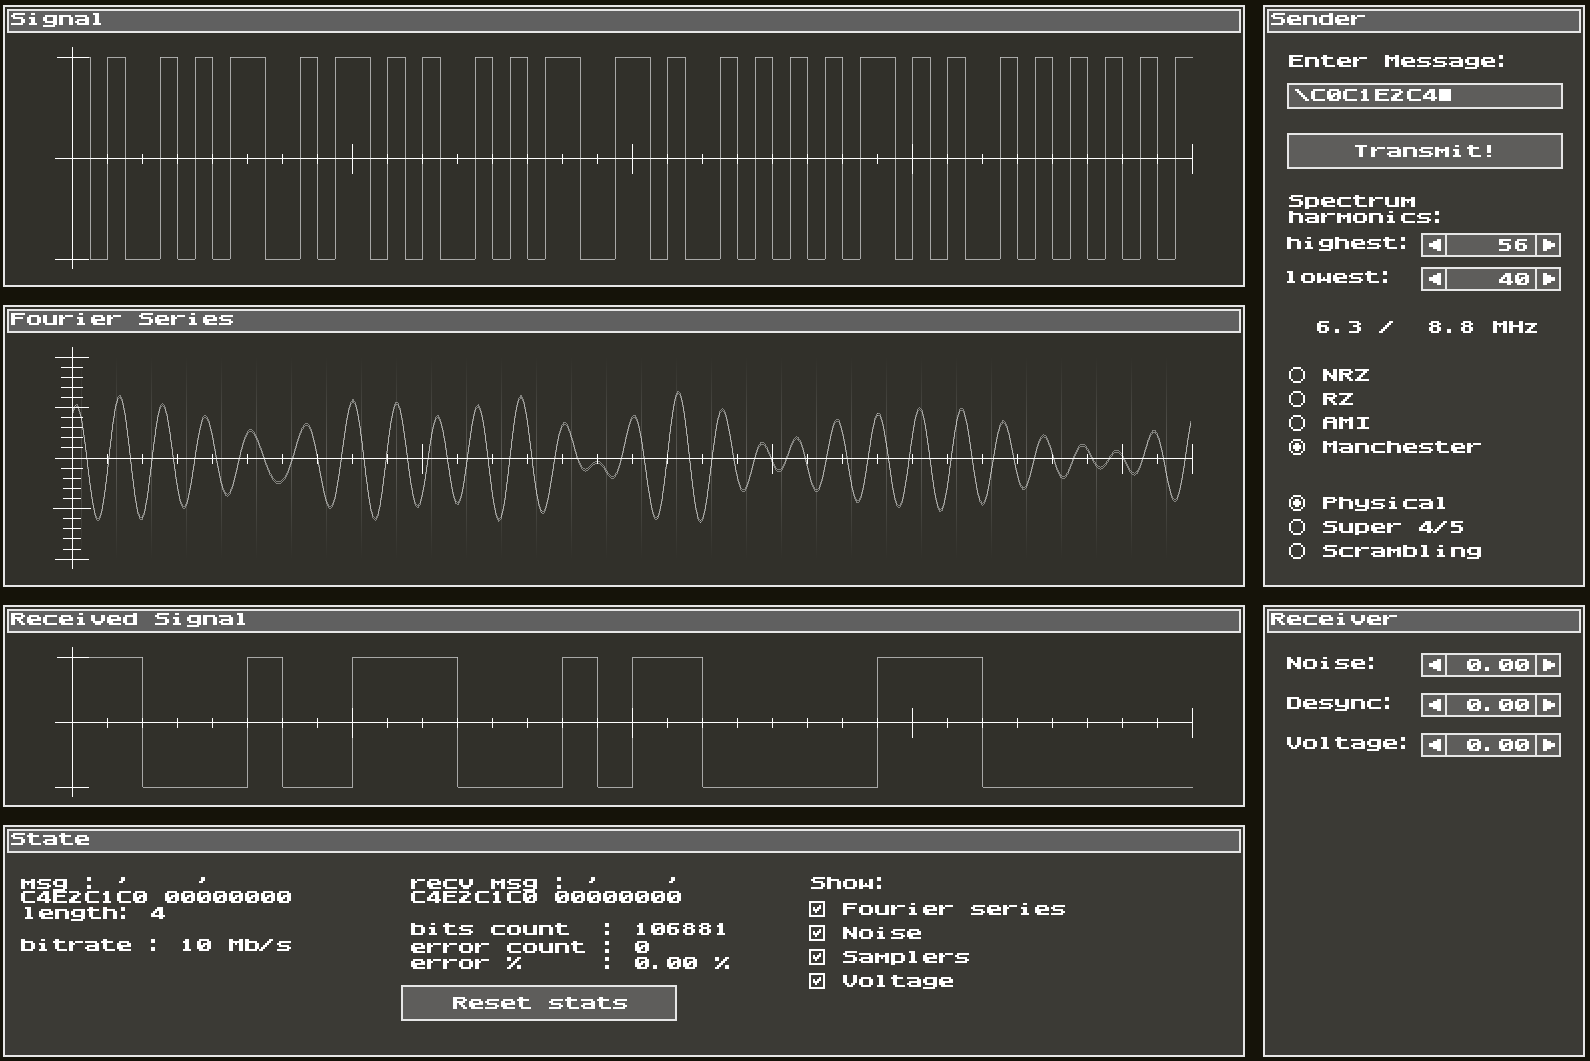 Signal
Sender
Enter Message:
\C0C1E2C4
Transmit!
Spectrum
harmonics:
highest: 56
lowest: 40
6.3 / 8.8 MHz
NRZ
RZ
AMI
Manchester
Physical
Super 4/5
Scrambling
Fourier Series
Received Signal
Receiver
Noise: 0.00
Desync: 0.00
Voltage: 0.00
State
msg : ' '
C4E2C1C0 00000000
length: 4
bitrate : 10 Mb/s
recv msg : ' '
C4E2C1C0 00000000
bits count : 106881
error count : 0
error % : 0.00 %
Reset stats
Show:
Fourier series
Noise
Samplers
Voltage